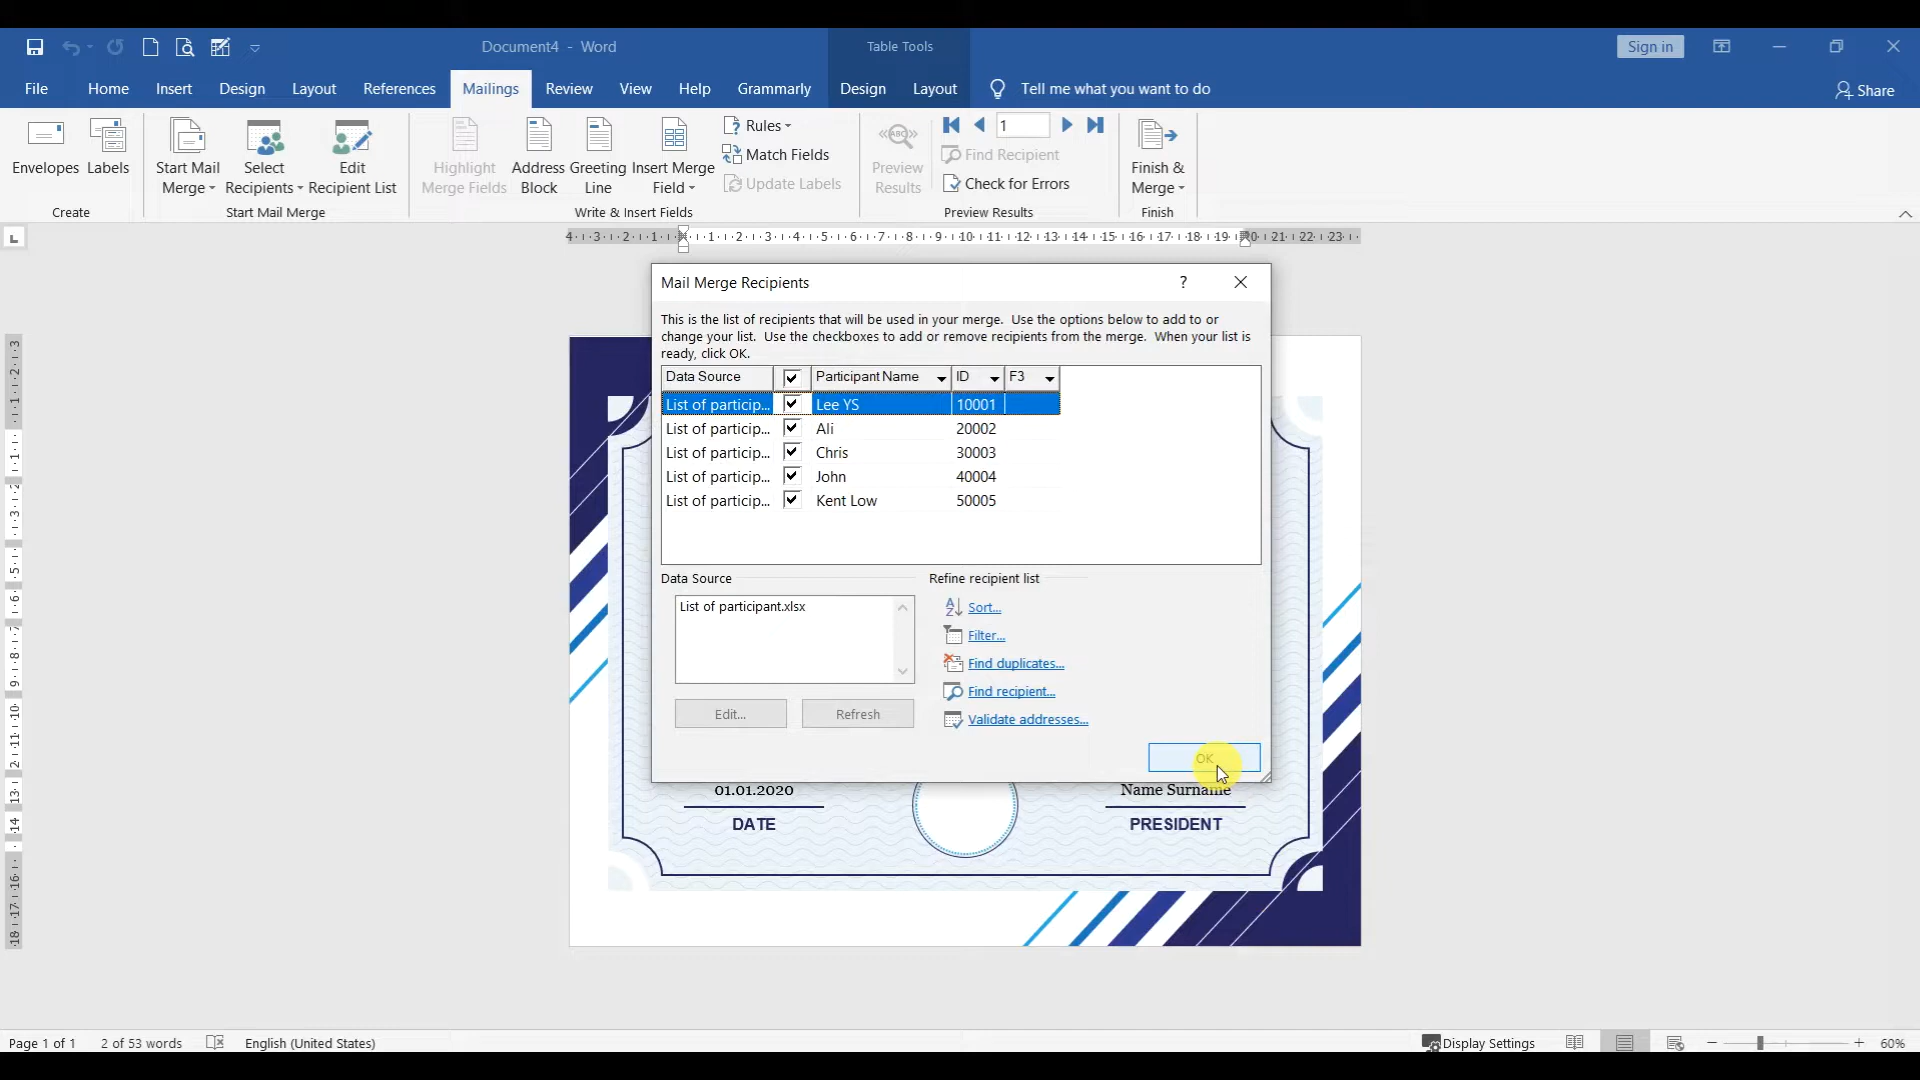 Document4 - Word
Table Tools
Sign in
File
Home
Insert
Design
Layout
References
Mailings
Review
View
Help
Grammarly
Design
Layout
Tell me what you want to do
Share
Envelopes
Labels
Create
Start Mail
Merge
Select
Recipients
Edit
Recipient List
Start Mail Merge
Highlight
Merge Fields
Address
Block
Greeting
Line
Insert Merge
Field
Rules
Match Fields
Update Labels
Write & Insert Fields
«ABC»
Preview
Results
1
Find Recipient
Check for Errors
Preview Results
Finish &
Merge
Finish
Mail Merge Recipients
?
This is the list of recipients that will be used in your merge. Use the options below to add to or
change your list. Use the checkboxes to add or remove recipients from the merge. When your list is
ready, click OK.
Data Source Participant Name ID F3
List of particip... Lee YS 10001
List of particip... Ali 20002
List of particip... Chris 30003
List of particip... John 40004
List of particip... Kent Low 50005
Data Source
List of participant.xlsx
Edit...
Refresh
Refine recipient list
Sort...
Filter...
Find duplicates...
Find recipient...
Validate addresses...
OK
01.01.2020
DATE
Name Surname
PRESIDENT
Page 1 of 1
2 of 53 words
English (United States)
Display Settings
60%